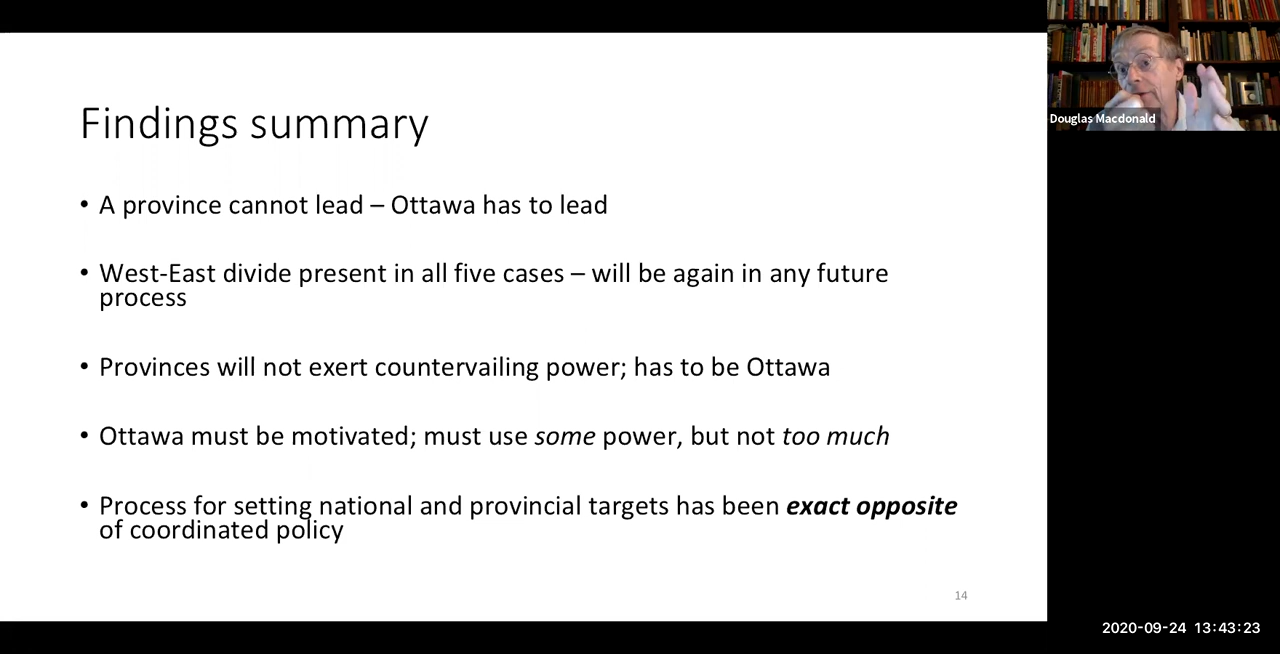 Findings summary
• A province cannot lead – Ottawa has to lead
• West-East divide present in all five cases – will be again in any future
process
• Provinces will not exert countervailing power; has to be Ottawa
• Ottawa must be motivated; must use some power, but not too much
• Process for setting national and provincial targets has been exact opposite
of coordinated policy
14
Douglas Macdonald
2020-09-24 13:43:23